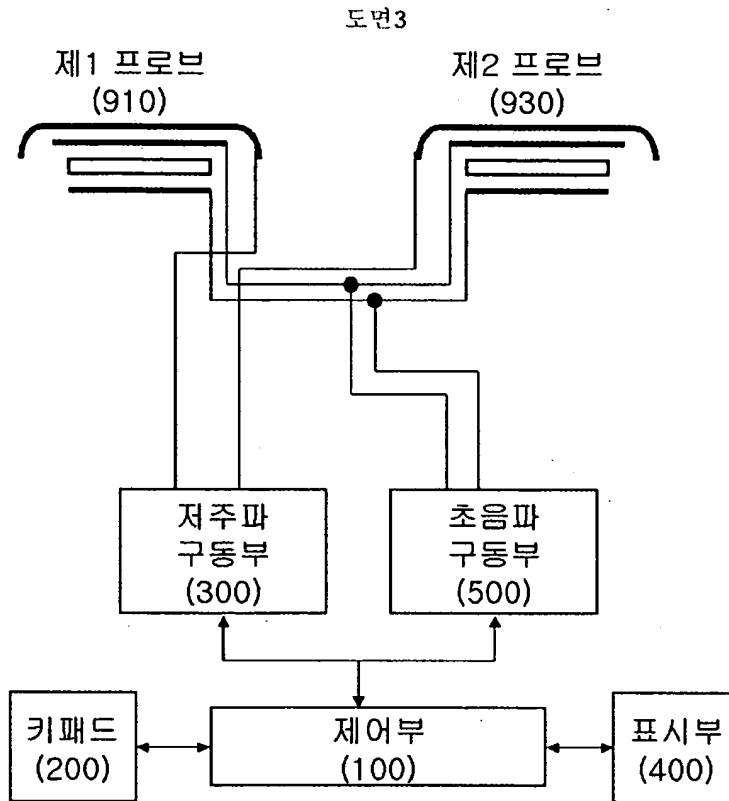 도면3
제1 프로브
(910)
제2 프로브
(930)
저주파
구동부
(300)
초음파
구동부
(500)
키패드
(200)
제어부
(100)
표시부
(400)